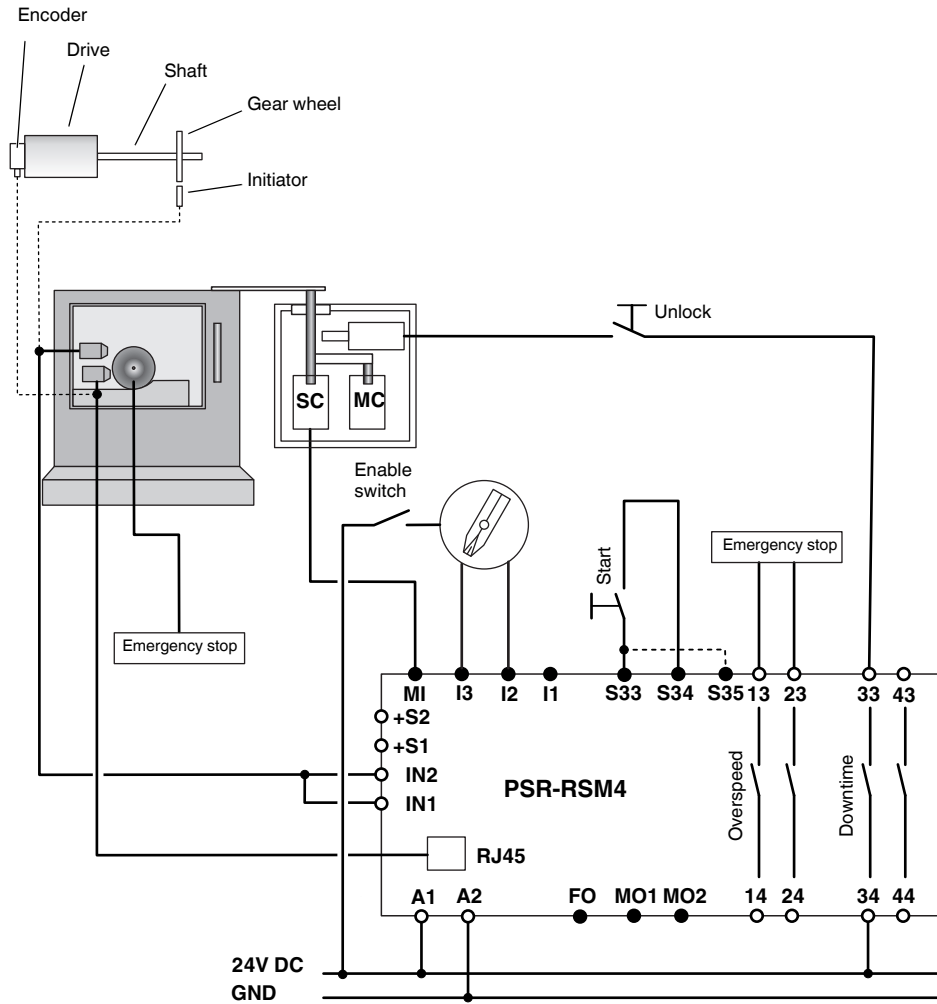 Encoder
Drive
Shaft
Gear wheel
Initiator
Unlock
SC
MC
Enable
switch
Start
Emergency stop
Emergency stop
MI
I3
I2
I1
S33
S34
S35
13
23
33
43
+S2
+S1
IN2
IN1
PSR-RSM4
Overspeed
Downtime
RJ45
A1
A2
FO
MO1
MO2
14
24
34
44
24V DC
GND